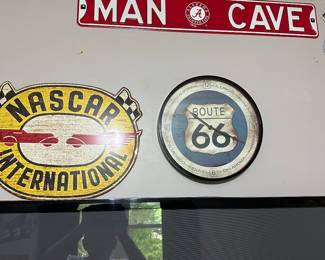 MAN CAVE
NASCAR
INTERNATIONAL
ROUTE
66